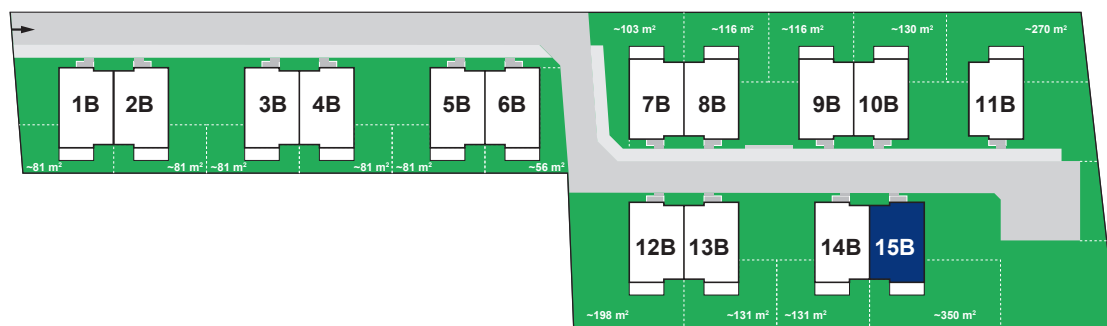 ~103 m²
~116 m²
~116 m²
~130 m²
~270 m²
1B
2B
3B
4B
5B
6B
7B
8B
9B
10B
11B
~81 m²
~81 m²
~81 m²
~81 m²
~81 m²
~56 m²
12B
13B
14B
15B
~198 m²
~131 m²
~131 m²
~350 m²